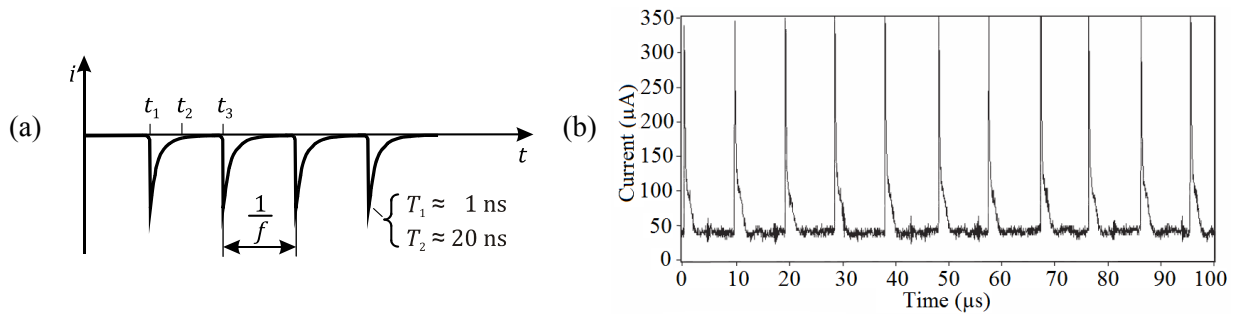 (a)
i
t₁ t₂ t₃
t
1
f
T₁ ≈ 1 ns
T₂ ≈ 20 ns
(b)
Current (µA)
350
300
250
200
150
100
50
0
0 10 20 30 40 50 60 70 80 90 100
Time (µs)